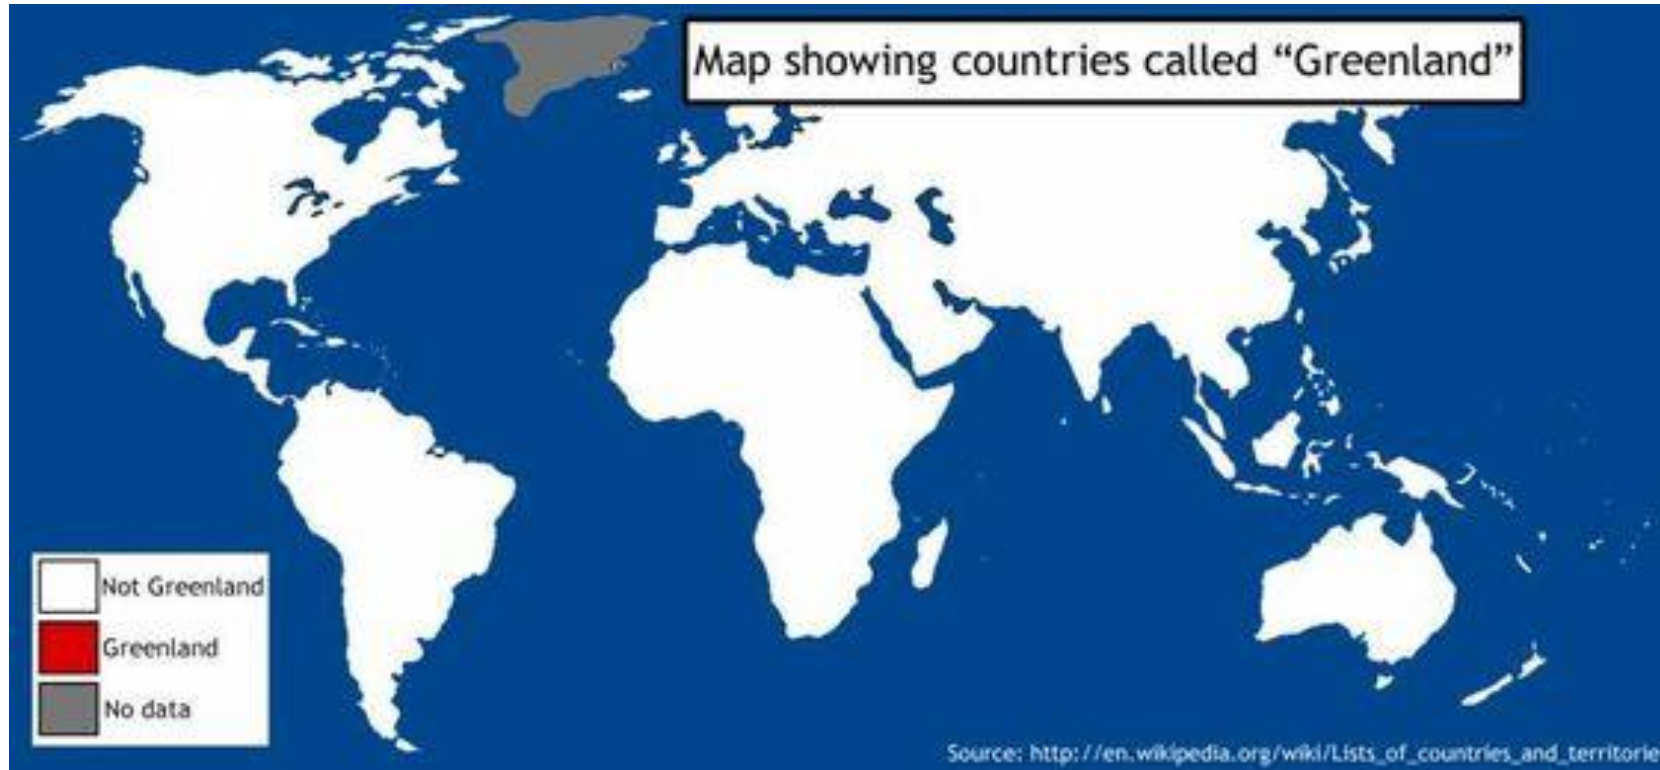 Map showing countries called “Greenland”
Not Greenland
Greenland
No data
Source: http://en.wikipedia.org/wiki/Lists_of_countries_and_territorie